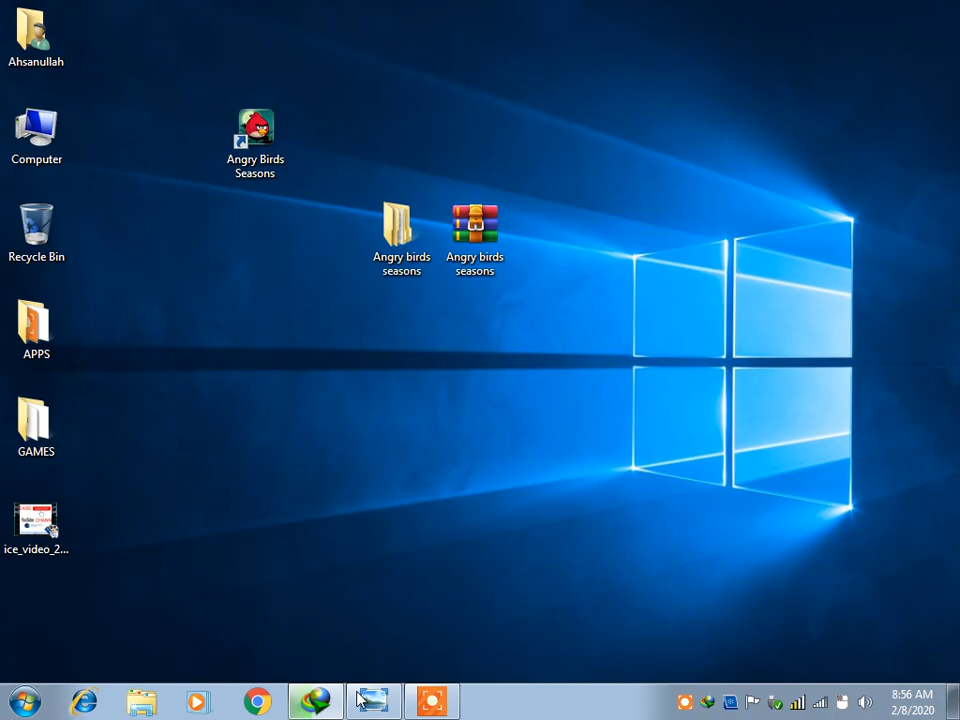 Ahsanullah
Computer
Angry Birds
Seasons
Recycle Bin
Angry birds
seasons
Angry birds
seasons
APPS
GAMES
ice_video_2...
8:56 AM
2/8/2020